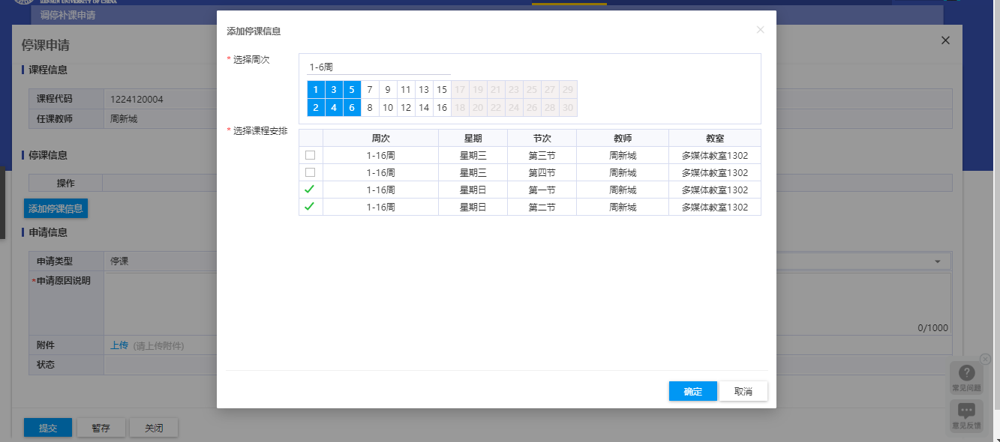 RENMIN UNIVERSITY OF CHINA
调停补课申请
停课申请
课程信息
课程代码 1224120004
任课教师 周新城
停课信息
操作
添加停课信息
申请信息
申请类型 停课
*申请原因说明
0/1000
附件 上传 (请上传附件)
状态
提交 暂存 关闭
添加停课信息
* 选择周次
1-6周
1 3 5 7 9 11 13 15 17 19 21 23 25 27 29
2 4 6 8 10 12 14 16 18 20 22 24 26 28 30
* 选择课程安排
周次 星期 节次 教师 教室
1-16周 星期三 第三节 周新城 多媒体教室1302
1-16周 星期三 第四节 周新城 多媒体教室1302
1-16周 星期日 第一节 周新城 多媒体教室1302
1-16周 星期日 第二节 周新城 多媒体教室1302
确定 取消
常见问题
意见反馈